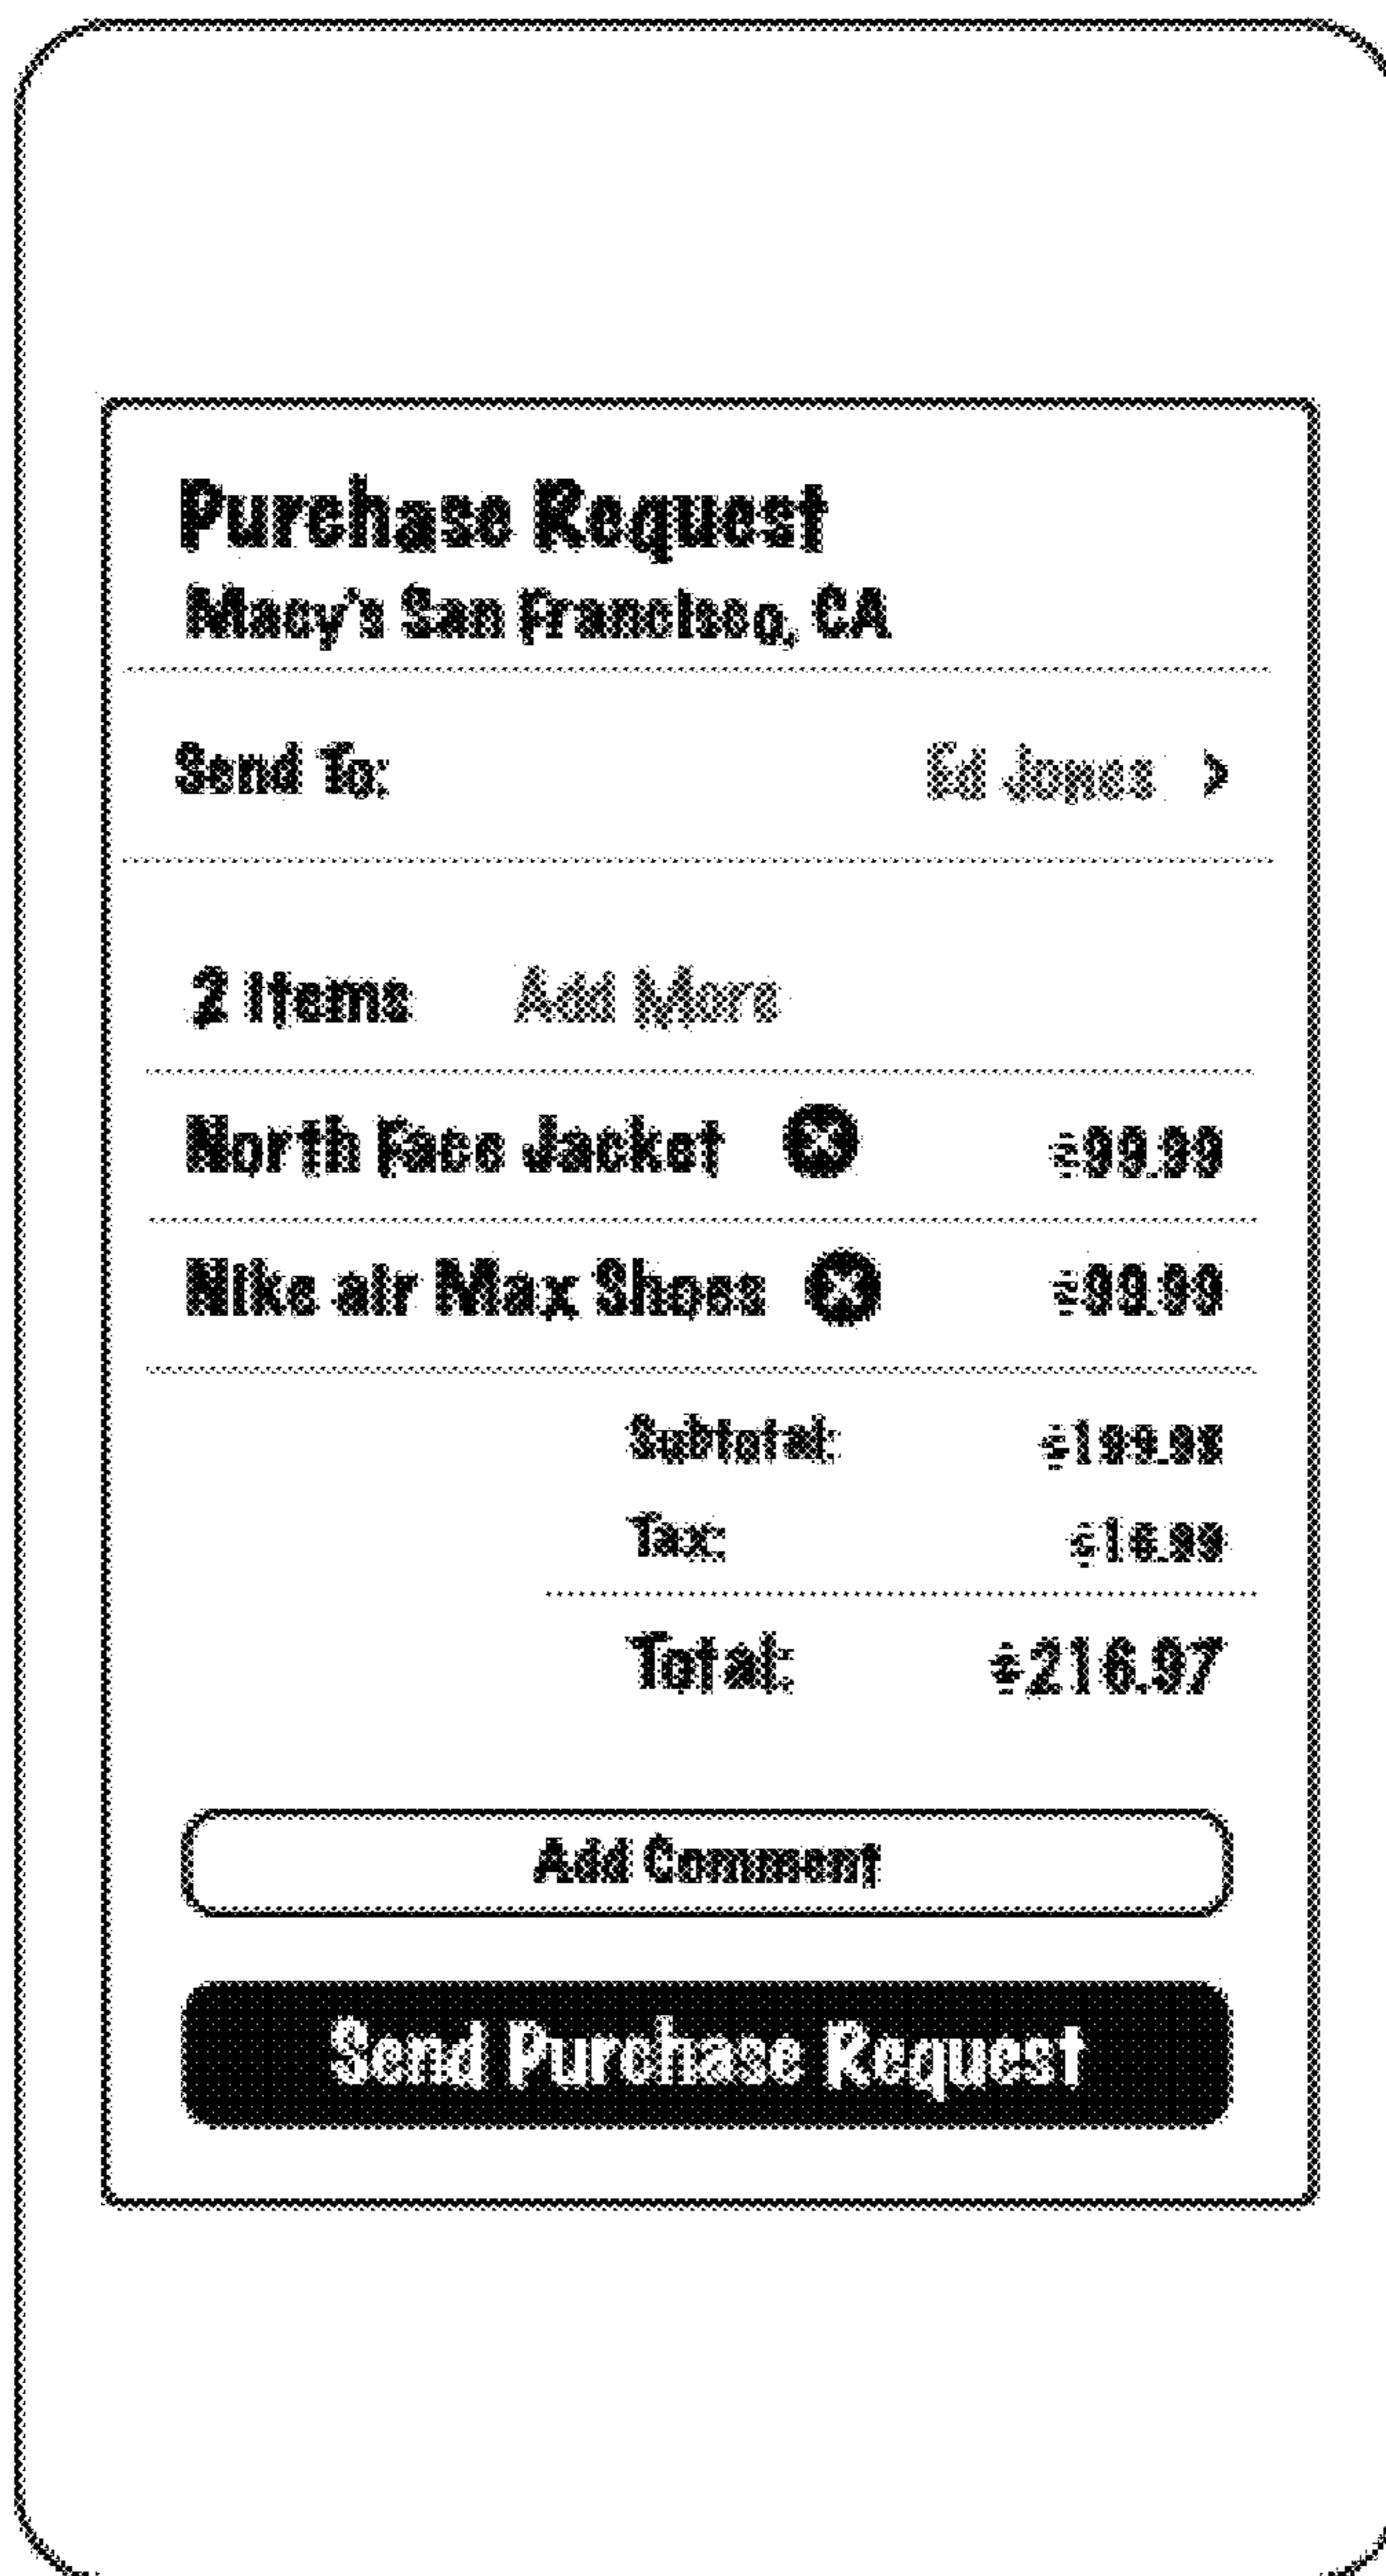 Purchase Request
Macy's San Francisco, CA
Send To: Ed Jones >
2 Items Add More
North Face Jacket $99.99
Nike air Max Shoes $99.99
Subtotal: $199.98
Tax: $16.99
Total: $216.97
Add Comment
Send Purchase Request